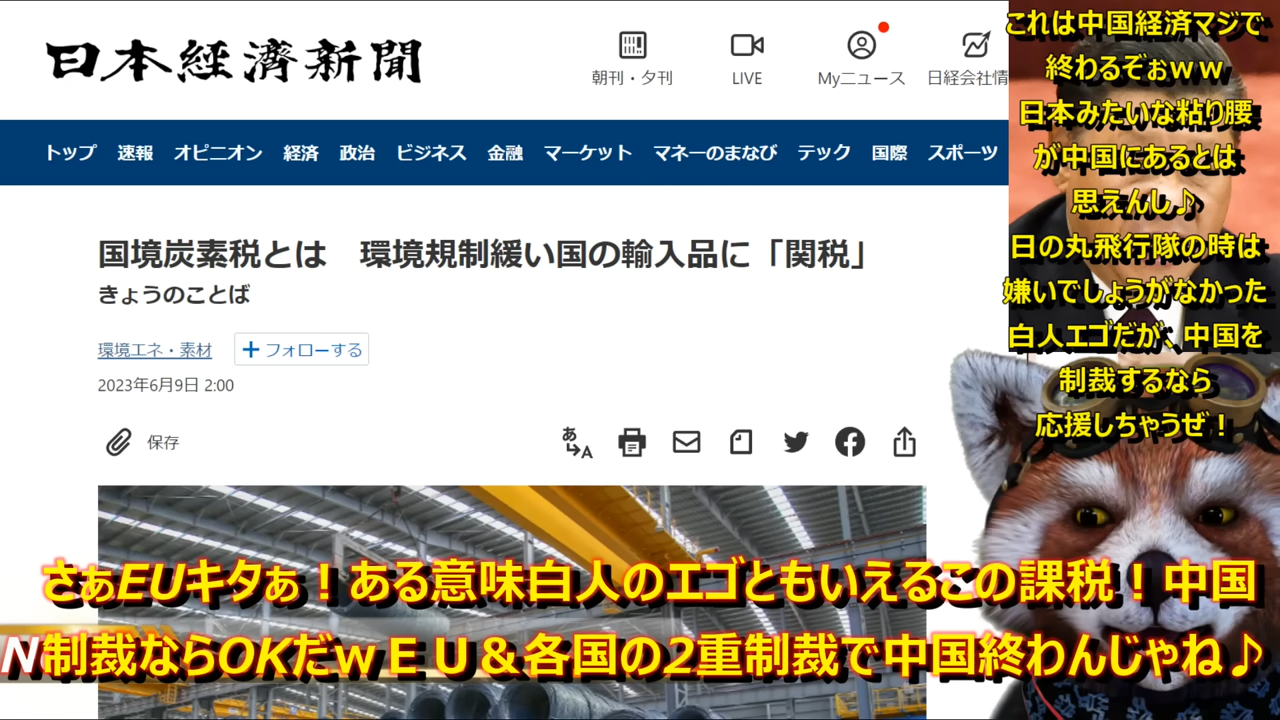 日本経済新聞
朝刊・夕刊
LIVE
Myニュース
日経会社情
トップ 速報 オピニオン 経済 政治 ビジネス 金融 マーケット マネーのまなび テック 国際 スポーツ
国境炭素税とは 環境規制緩い国の輸入品に「関税」
きょうのことば
環境エネ・素材
+ フォローする
2023年6月9日 2:00
保存
あ
A
これは中国経済マジで
終わるぞぉｗｗ
日本みたいな粘り腰
が中国にあるとは
思えんし♪
日の丸飛行隊の時は
嫌いでしょうがなかった
白人エゴだが、中国を
制裁するなら
応援しちゃうぜ！
さぁEUキタぁ！ある意味白人のエゴともいえるこの課税！中国
N制裁ならOKだｗＥＵ＆各国の2重制裁で中国終わんじゃね♪